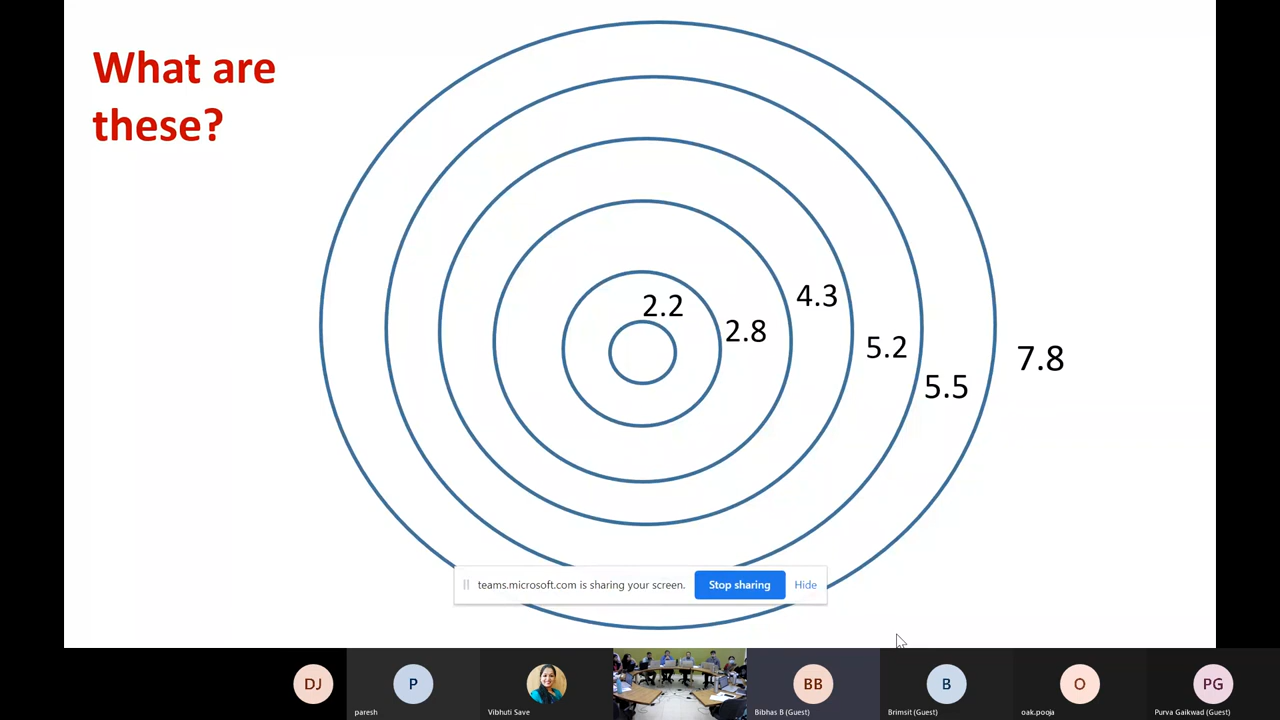 What are
these?
2.2
2.8
4.3
5.2
5.5
7.8
teams.microsoft.com is sharing your screen. Stop sharing Hide
DJ
P
BB
B
O
PG
paresh
Vibhuti Save
Bibhas B (Guest)
Brimsit (Guest)
oak.pooja
Purva Gaikwad (Guest)